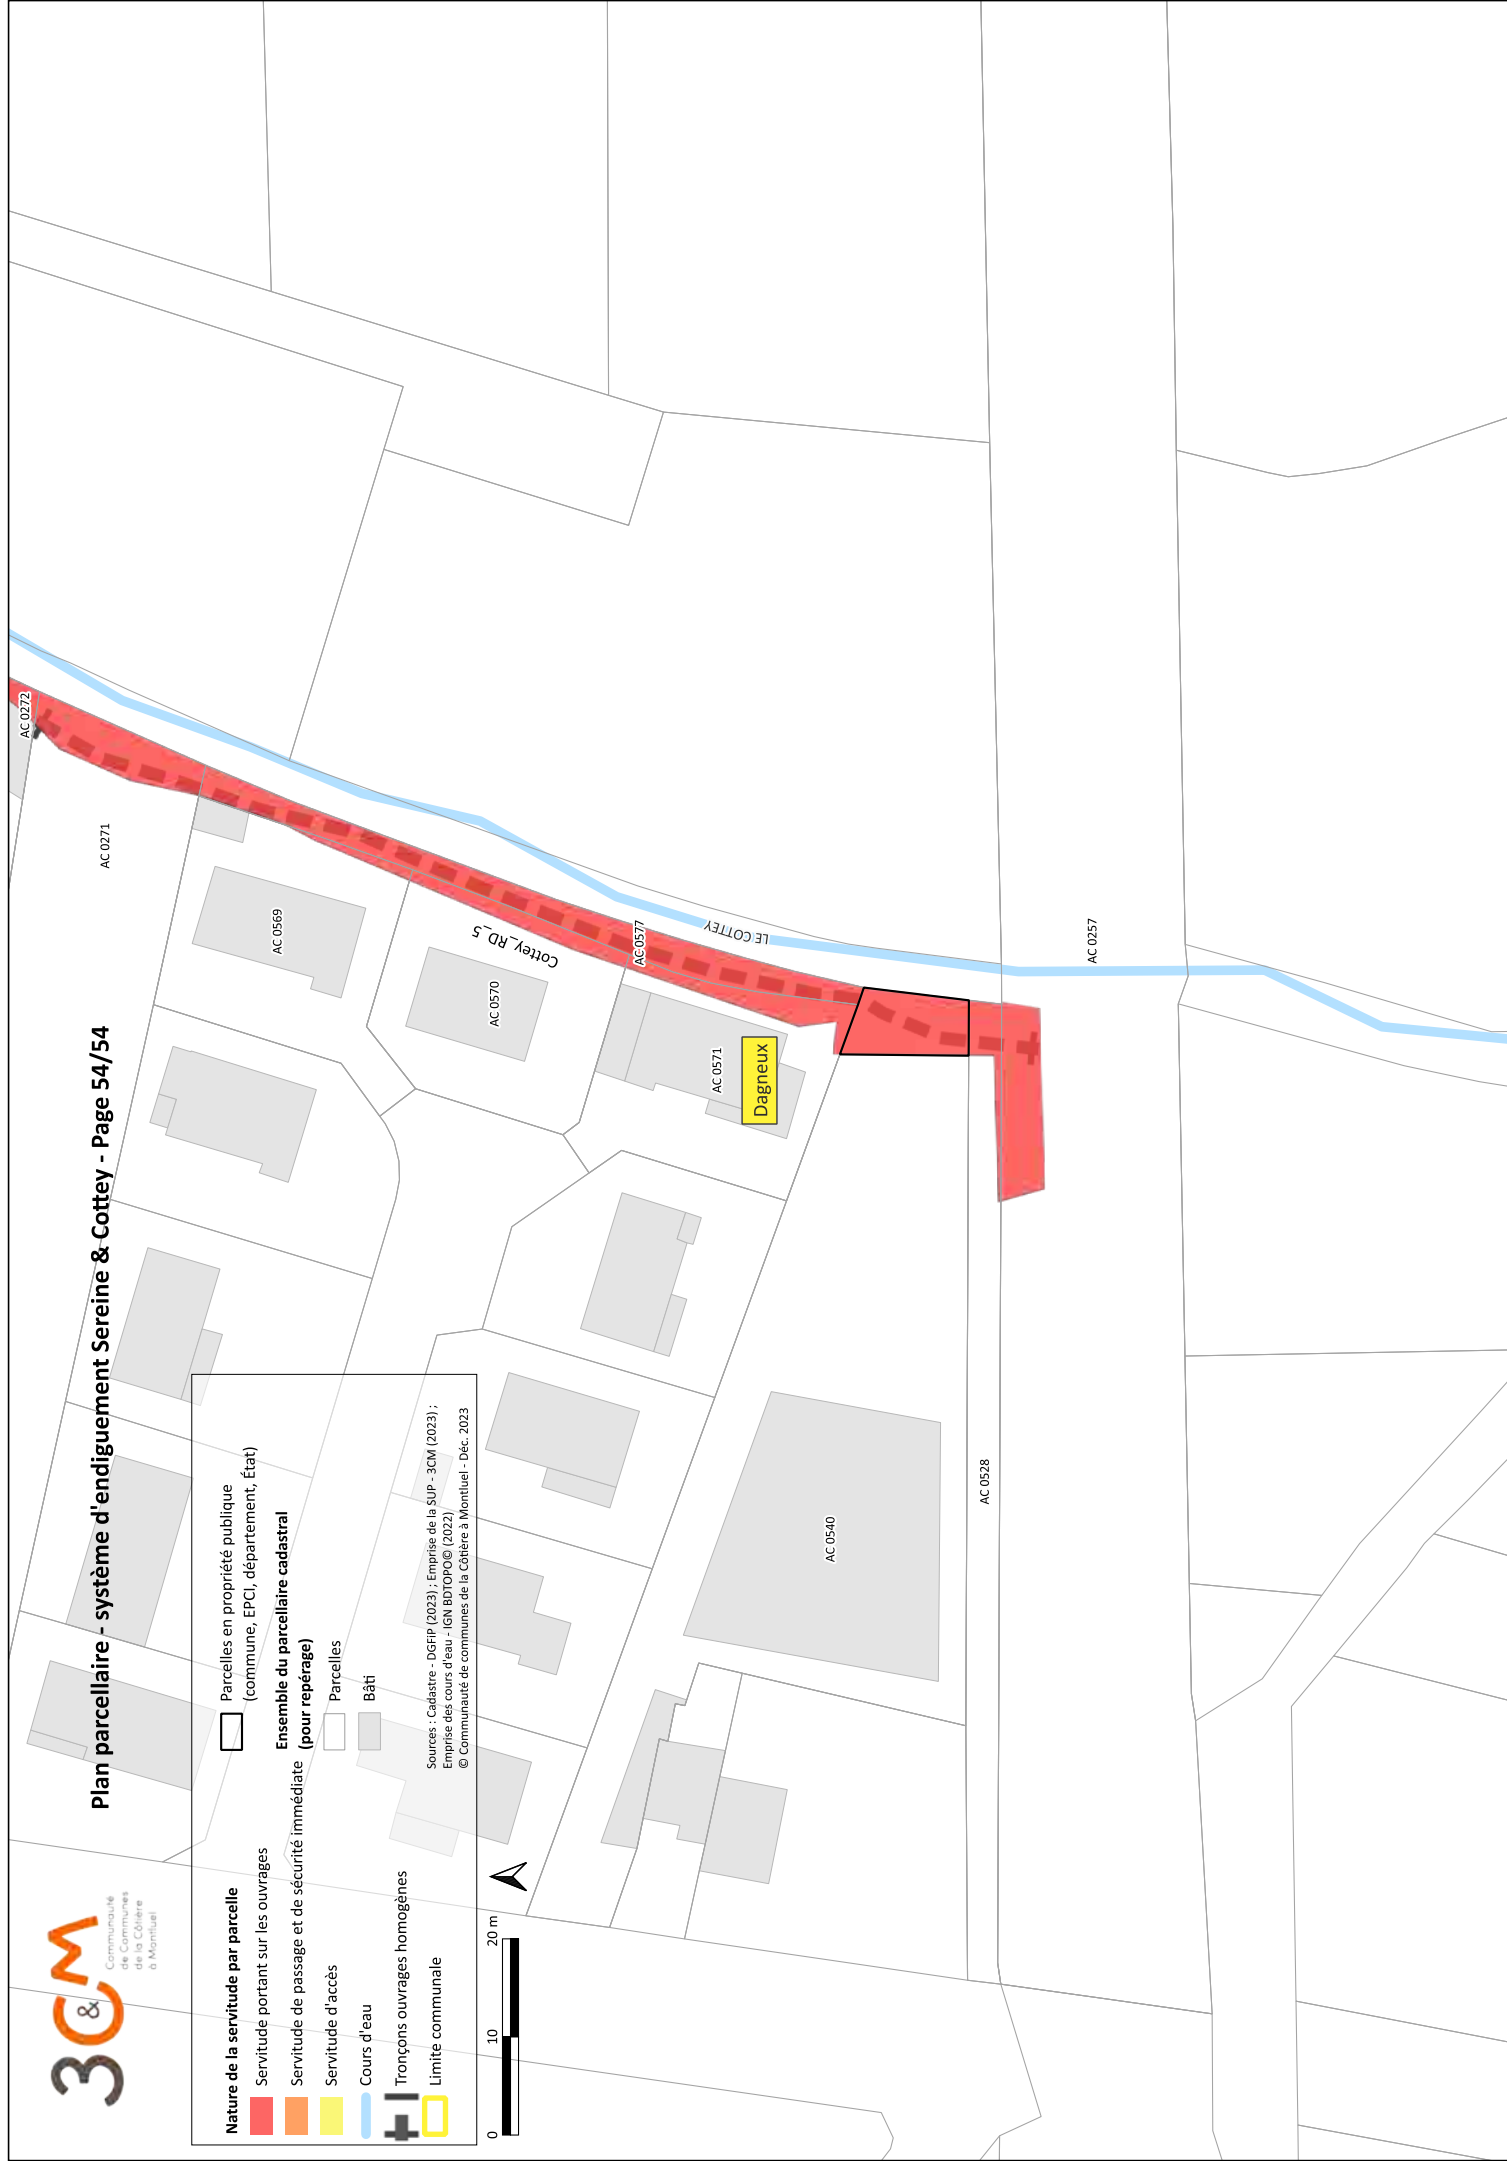 3C&M
Communauté
de Communes
de la Côtière
à Montluel
Plan parcellaire - système d'endiguement Sereine & Cottey - Page 54/54
Nature de la servitude par parcelle
Servitude portant sur les ouvrages
Servitude de passage et de sécurité immédiate
Servitude d'accès
Cours d'eau
Tronçons ouvrages homogènes
Limite communale
Parcelles en propriété publique
(commune, EPCI, département, État)
Ensemble du parcellaire cadastral
(pour repérage)
Parcelles
Bâti
Sources : Cadastre - DGFiP (2023) ; Emprise de la SUP - 3CM (2023) ;
Emprise des cours d'eau - IGN BDTOPO© (2022)
© Communauté de communes de la Côtière à Montluel - Déc. 2023
0 10 20 m
AC 0272
AC 0271
AC 0569
Cottey_RD_5
AC 0570
AC 0577
LE COTTEY
AC 0571
Dagneux
AC 0257
AC 0540
AC 0528